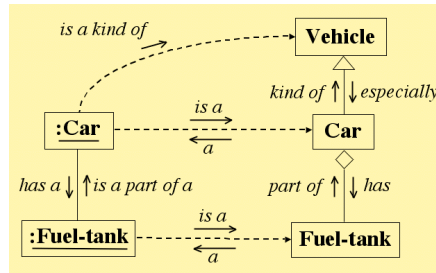 is a kind of
Vehicle
kind of
especially
:Car
is a
a
Car
has a
is a part of a
part of
has
:Fuel-tank
is a
a
Fuel-tank